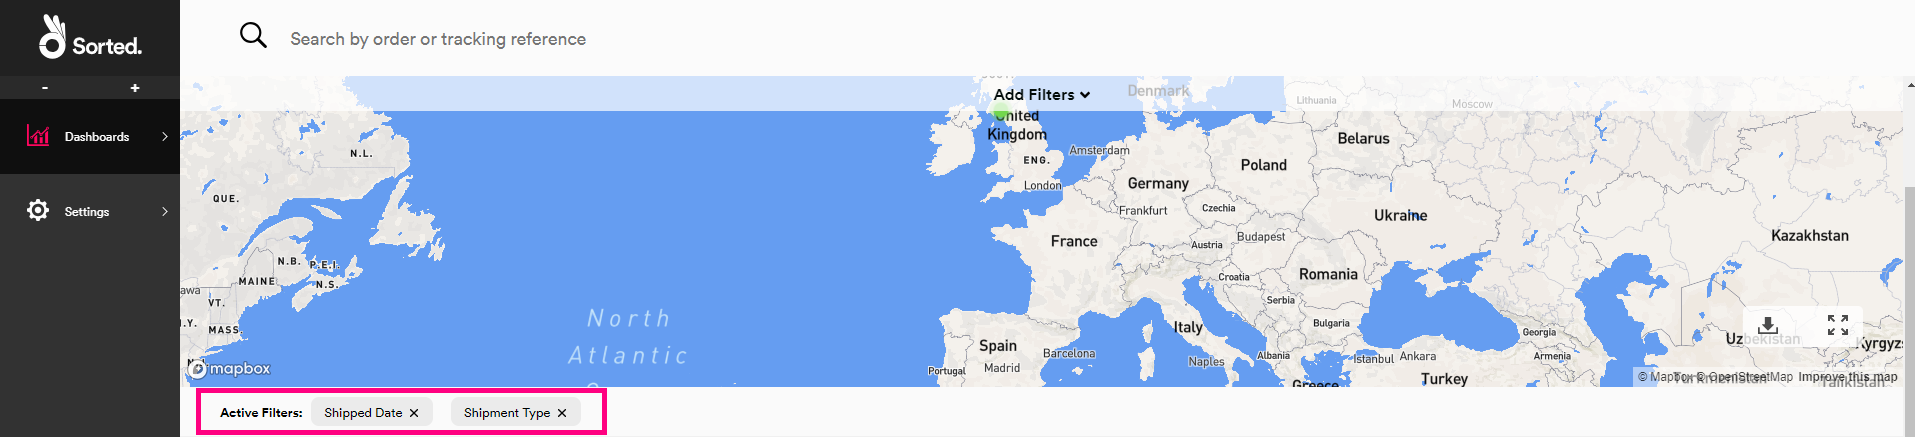 Sorted.
- +
Search by order or tracking reference
Dashboards
Settings
Add Filters
Denmark
Lithuania
Moscow
United
Kingdom
Belarus
Amsterdam
ENG.
Poland
London
Germany
N.L.
QUE.
Frankfurt
Czechia
Ukraine
France
Austria
Budapest
Kazakhstan
N.B.
P.E.I.
MAINE
N.S.
Croatia
Romania
VT.
Serbia
North
Atlantic
MASS.
Italy
Bulgaria
Georgia
Uzbekistan
Spain
Madrid
Barcelona
Portugal
Naples
Albania
Istanbul
Ankara
Armenia
Turkey
Greece
mapbox
© Mapbox © OpenStreetMap Improve this map
Active Filters: Shipped Date × Shipment Type ×